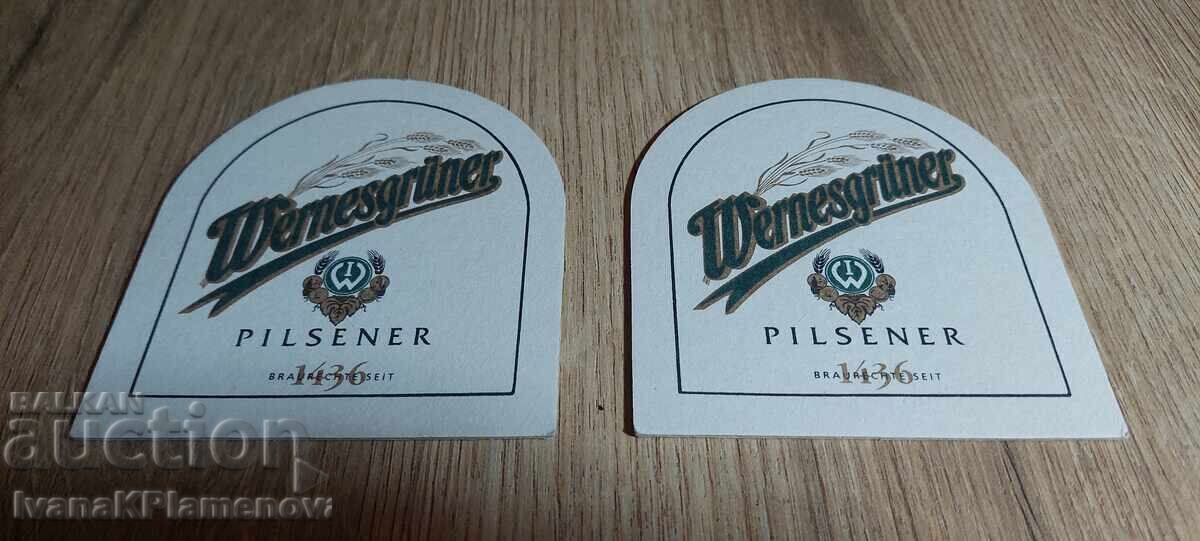 Wernesgrüner
W
PILSENER
BRAURECHTE SEIT
1436
Wernesgrüner
W
PILSENER
BRAURECHTE SEIT
1436
BALKAN
auction
IvanaKPlamenova